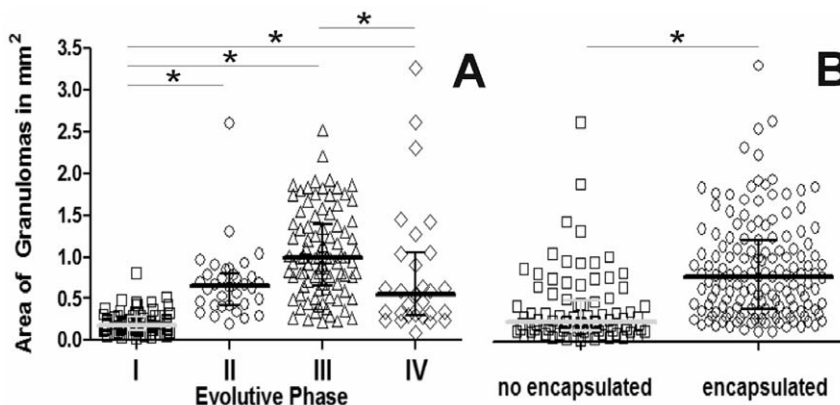 * * * * A * B
Area of Granulomas in mm²
3.5
3.0
2.5
2.0
1.5
1.0
0.5
0.0
I II III IV
Evolutive Phase
no encapsulated encapsulated